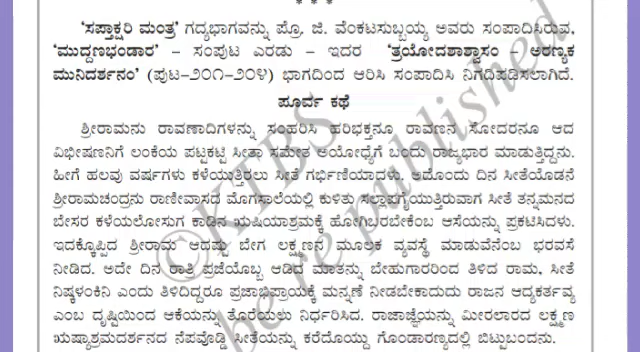 * * *
'ಸಪ್ತಾಕ್ಷರಿ ಮಂತ್ರ' ಗದ್ಯಭಾಗವನ್ನು ಪ್ರೊ. ಜಿ. ವೆಂಕಟಸುಬ್ಬಯ್ಯ ಅವರು ಸಂಪಾದಿಸಿರುವ,
'ಮುದ್ದಣಭಂಡಾರ' – ಸಂಪುಟ ಎರಡು – ಇದರ 'ತ್ರಯೋದಶಾಶ್ವಾಸಂ – ಅರಣ್ಯಕ
ಮುನಿದರ್ಶನಂ' (ಪುಟ–೨೦೧–೨೦೪) ಭಾಗದಿಂದ ಆರಿಸಿ ಸಂಪಾದಿಸಿ ನಿಗದಿಪಡಿಸಲಾಗಿದೆ.
ಪೂರ್ವ ಕಥೆ
ಶ್ರೀರಾಮನು ರಾವಣಾದಿಗಳನ್ನು ಸಂಹರಿಸಿ ಹರಿಭಕ್ತನೂ ರಾವಣನ ಸೋದರನೂ ಆದ
ವಿಭೀಷಣನಿಗೆ ಲಂಕೆಯ ಪಟ್ಟಕಟ್ಟಿ ಸೀತಾ ಸಮೇತ ಅಯೋಧ್ಯೆಗೆ ಬಂದು ರಾಜ್ಯಭಾರ ಮಾಡುತ್ತಿದ್ದನು.
ಹೀಗೆ ಹಲವು ವರ್ಷಗಳು ಕಳೆಯುತ್ತಿರಲು ಸೀತೆ ಗರ್ಭಿಣಿಯಾದಳು. ಅದೊಂದು ದಿನ ಸೀತೆಯೊಡನೆ
ಶ್ರೀರಾಮಚಂದ್ರನು ರಾಣೀವಾಸದ ಮೊಗಸಾಲೆಯಲ್ಲಿ ಕುಳಿತು ಸಲ್ಲಾಪಗೈಯುತ್ತಿರುವಾಗ ಸೀತೆ ತನ್ನಮನದ
ಬೇಸರ ಕಳೆಯಲೋಸುಗ ಕಾಡಿನ ಋಷಿಯಾಶ್ರಮಕ್ಕೆ ಹೋಗಿಬರಬೇಕೆಂಬ ಆಸೆಯನ್ನು ಪ್ರಕಟಿಸಿದಳು.
ಇದಕ್ಕೊಪ್ಪಿದ ಶ್ರೀರಾಮ ಆದಷ್ಟು ಬೇಗ ಲಕ್ಷ್ಮಣನ ಮೂಲಕ ವ್ಯವಸ್ಥೆ ಮಾಡುವೆನೆಂಬ ಭರವಸೆ
ನೀಡಿದ. ಅದೇ ದಿನ ರಾತ್ರಿ ಪ್ರಜೆಯೊಬ್ಬ ಆಡಿದ ಮಾತನ್ನು ಬೇಹುಗಾರರಿಂದ ತಿಳಿದ ರಾಮ, ಸೀತೆ
ನಿಷ್ಕಳಂಕಿನಿ ಎಂದು ತಿಳಿದಿದ್ದರೂ ಪ್ರಜಾಭಿಪ್ರಾಯಕ್ಕೆ ಮನ್ನಣೆ ನೀಡಬೇಕಾದುದು ರಾಜನ ಆದ್ಯಕರ್ತವ್ಯ
ಎಂಬ ದೃಷ್ಟಿಯಿಂದ ಆಕೆಯನ್ನು ತೊರೆಯಲು ನಿರ್ಧರಿಸಿದ. ರಾಜಾಜ್ಞೆಯನ್ನು ಮೀರಲಾರದ ಲಕ್ಷ್ಮಣ
ಋಷ್ಯಾಶ್ರಮದರ್ಶನದ ನೆಪವೊಡ್ಡಿ ಸೀತೆಯನ್ನು ಕರೆದೊಯ್ದು ಗೊಂಡಾರಣ್ಯದಲ್ಲಿ ಬಿಟ್ಟುಬಂದನು.
©KTBS
be republished